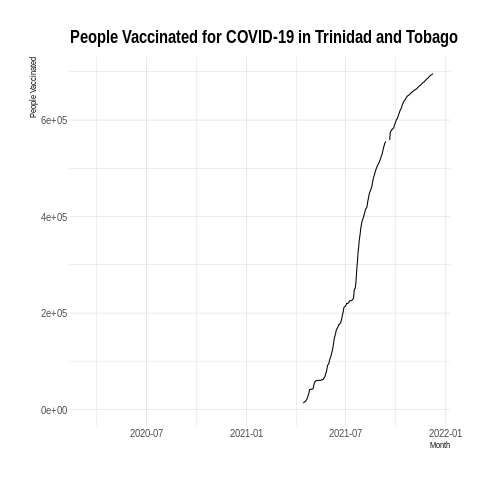 People Vaccinated for COVID-19 in Trinidad and Tobago
People Vaccinated
6e+05
4e+05
2e+05
0e+00
2020-07 2021-01 2021-07 2022-01
Month